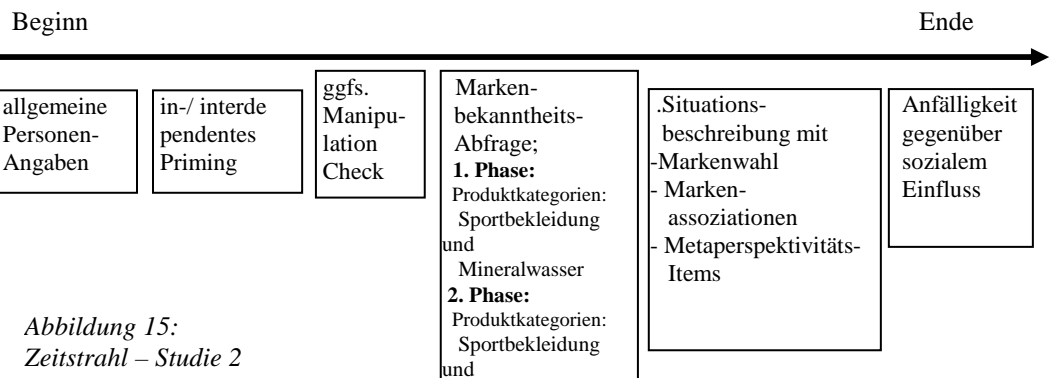 Beginn
Ende
allgemeine
Personen-
Angaben
in-/ interde
pendentes
Priming
ggfs.
Manipu-
lation
Check
Marken-
bekanntheits-
Abfrage;
1. Phase:
Produktkategorien:
Sportbekleidung
und
Mineralwasser
2. Phase:
Produktkategorien:
Sportbekleidung
und
.Situations-
beschreibung mit
-Markenwahl
- Marken-
assoziationen
- Metaperspektivitäts-
Items
Anfälligkeit
gegenüber
sozialem
Einfluss
Abbildung 15:
Zeitstrahl – Studie 2